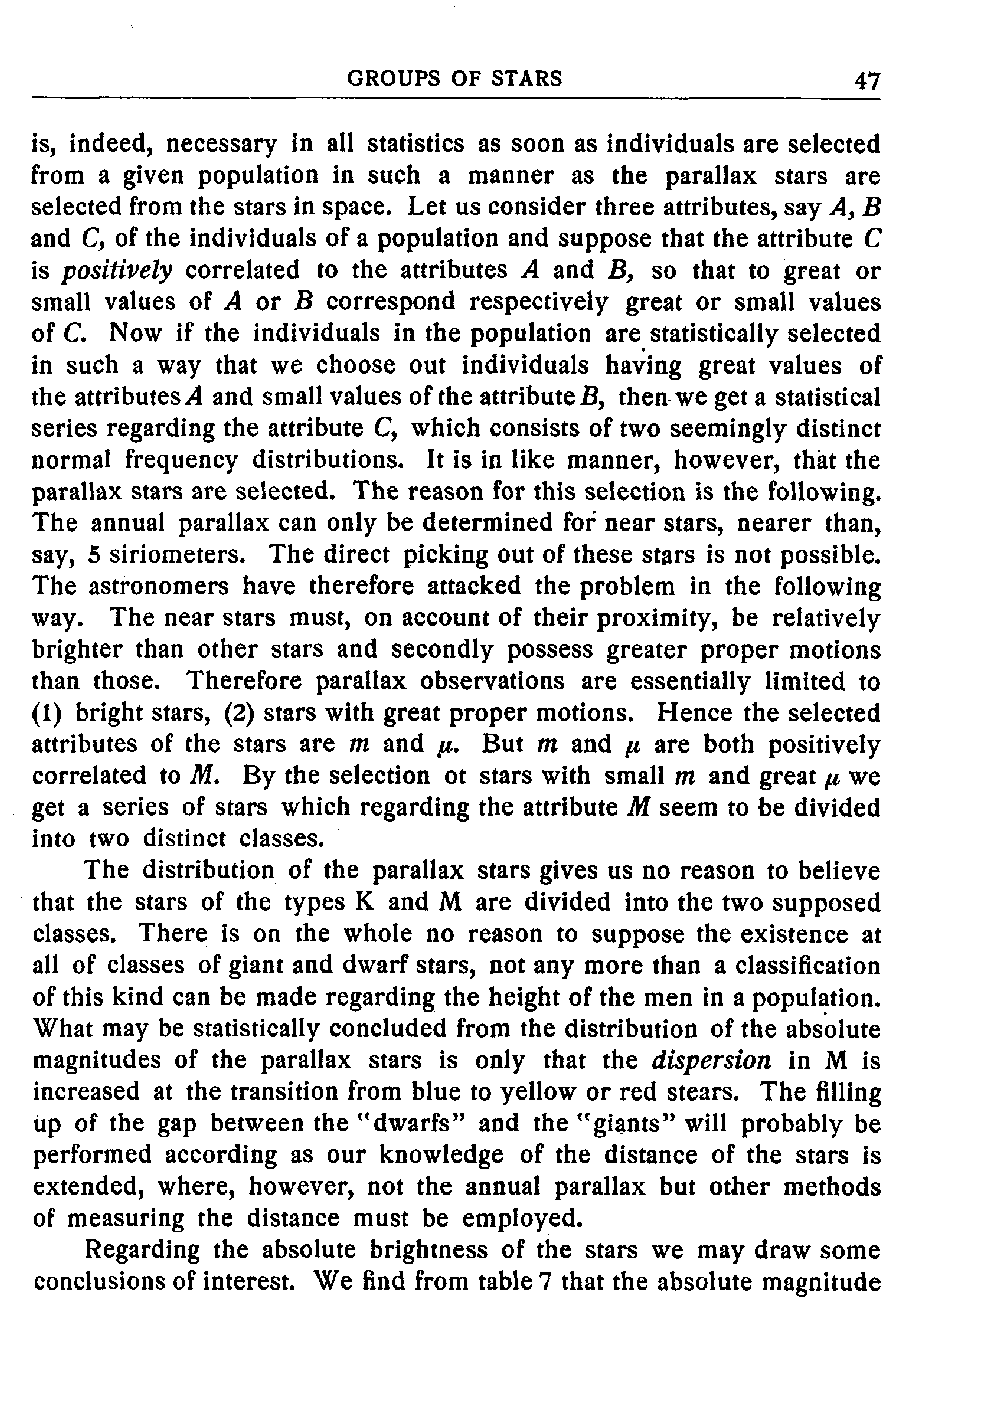 GROUPS OF STARS 47
is, indeed, necessary in all statistics as soon as individuals are selected
from a given population in such a manner as the parallax stars are
selected from the stars in space. Let us consider three attributes, say A, B
and C, of the individuals of a population and suppose that the attribute C
is positively correlated to the attributes A and B, so that to great or
small values of A or B correspond respectively great or small values
of C. Now if the individuals in the population are statistically selected
in such a way that we choose out individuals having great values of
the attributes A and small values of the attribute B, then we get a statistical
series regarding the attribute C, which consists of two seemingly distinct
normal frequency distributions. It is in like manner, however, that the
parallax stars are selected. The reason for this selection is the following.
The annual parallax can only be determined for near stars, nearer than,
say, 5 siriometers. The direct picking out of these stars is not possible.
The astronomers have therefore attacked the problem in the following
way. The near stars must, on account of their proximity, be relatively
brighter than other stars and secondly possess greater proper motions
than those. Therefore parallax observations are essentially limited to
(1) bright stars, (2) stars with great proper motions. Hence the selected
attributes of the stars are m and μ. But m and μ are both positively
correlated to M. By the selection ot stars with small m and great μ we
get a series of stars which regarding the attribute M seem to be divided
into two distinct classes.
The distribution of the parallax stars gives us no reason to believe
that the stars of the types K and M are divided into the two supposed
classes. There is on the whole no reason to suppose the existence at
all of classes of giant and dwarf stars, not any more than a classification
of this kind can be made regarding the height of the men in a population.
What may be statistically concluded from the distribution of the absolute
magnitudes of the parallax stars is only that the dispersion in M is
increased at the transition from blue to yellow or red stears. The filling
up of the gap between the "dwarfs" and the "giants" will probably be
performed according as our knowledge of the distance of the stars is
extended, where, however, not the annual parallax but other methods
of measuring the distance must be employed.
Regarding the absolute brightness of the stars we may draw some
conclusions of interest. We find from table 7 that the absolute magnitude